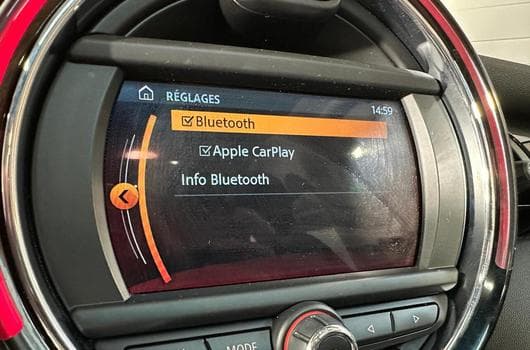 RÉGLAGES
14:59
Bluetooth
Apple CarPlay
Info Bluetooth
MODE